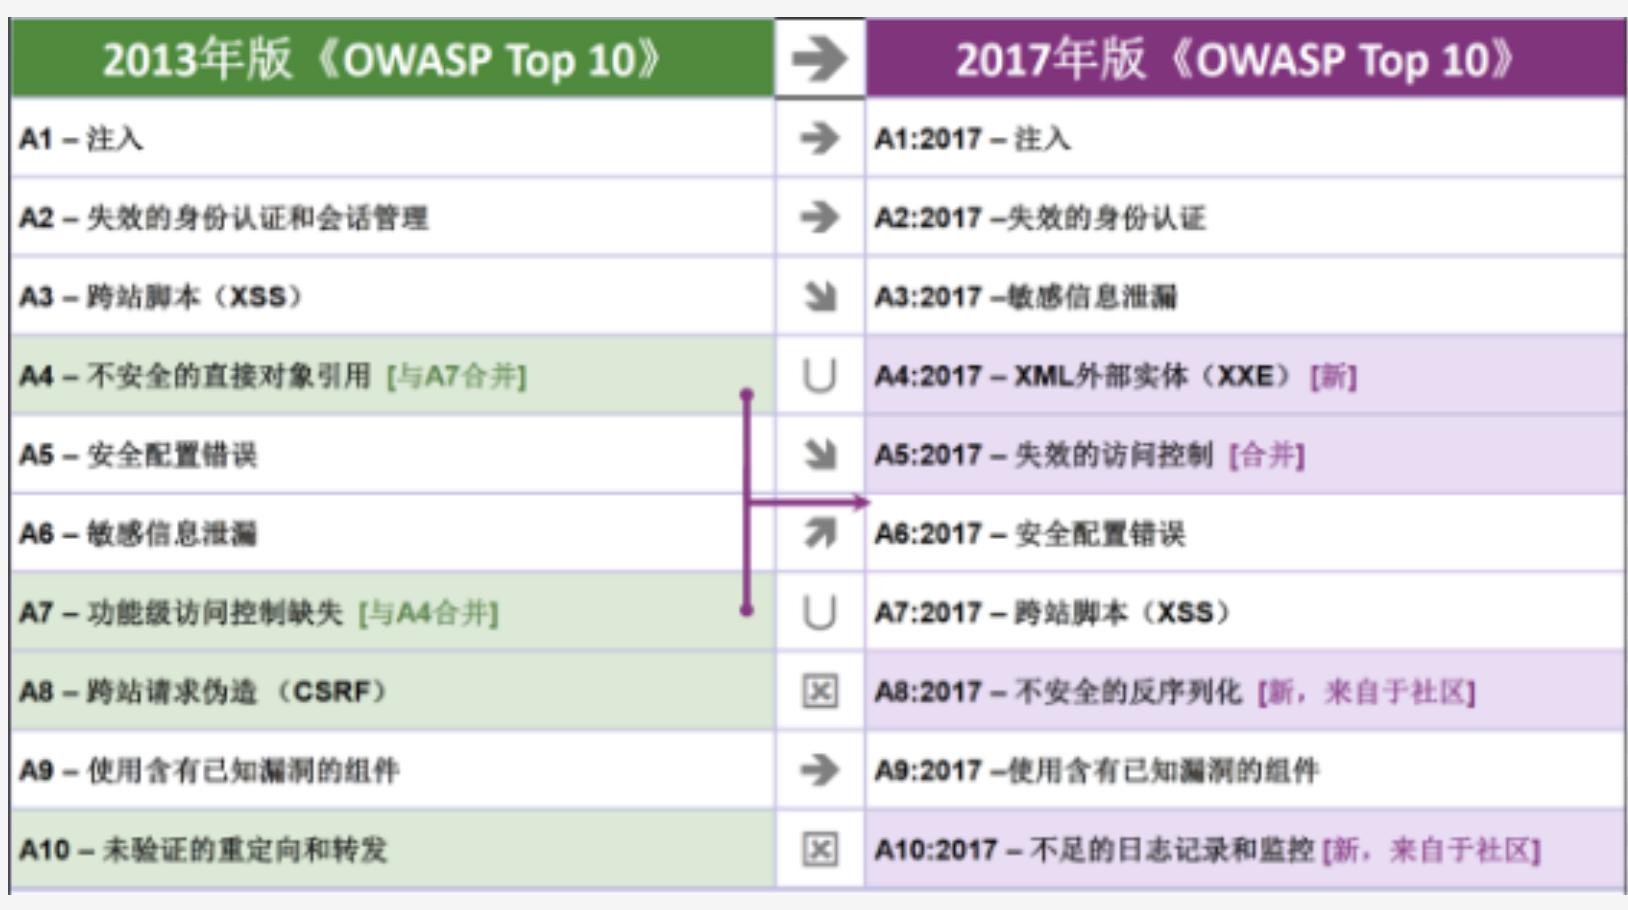 2013年版《OWASP Top 10》
2017年版《OWASP Top 10》
A1 – 注入
A1:2017 – 注入
A2 – 失效的身份认证和会话管理
A2:2017 –失效的身份认证
A3 – 跨站脚本（XSS）
A3:2017 –敏感信息泄漏
A4 – 不安全的直接对象引用 [与A7合并]
A4:2017 – XML外部实体（XXE）[新]
A5 – 安全配置错误
A5:2017 – 失效的访问控制 [合并]
A6 – 敏感信息泄漏
A6:2017 – 安全配置错误
A7 – 功能级访问控制缺失 [与A4合并]
A7:2017 – 跨站脚本（XSS）
A8 – 跨站请求伪造 （CSRF）
A8:2017 – 不安全的反序列化 [新，来自于社区]
A9 – 使用含有已知漏洞的组件
A9:2017 –使用含有已知漏洞的组件
A10 – 未验证的重定向和转发
A10:2017 – 不足的日志记录和监控 [新，来自于社区]